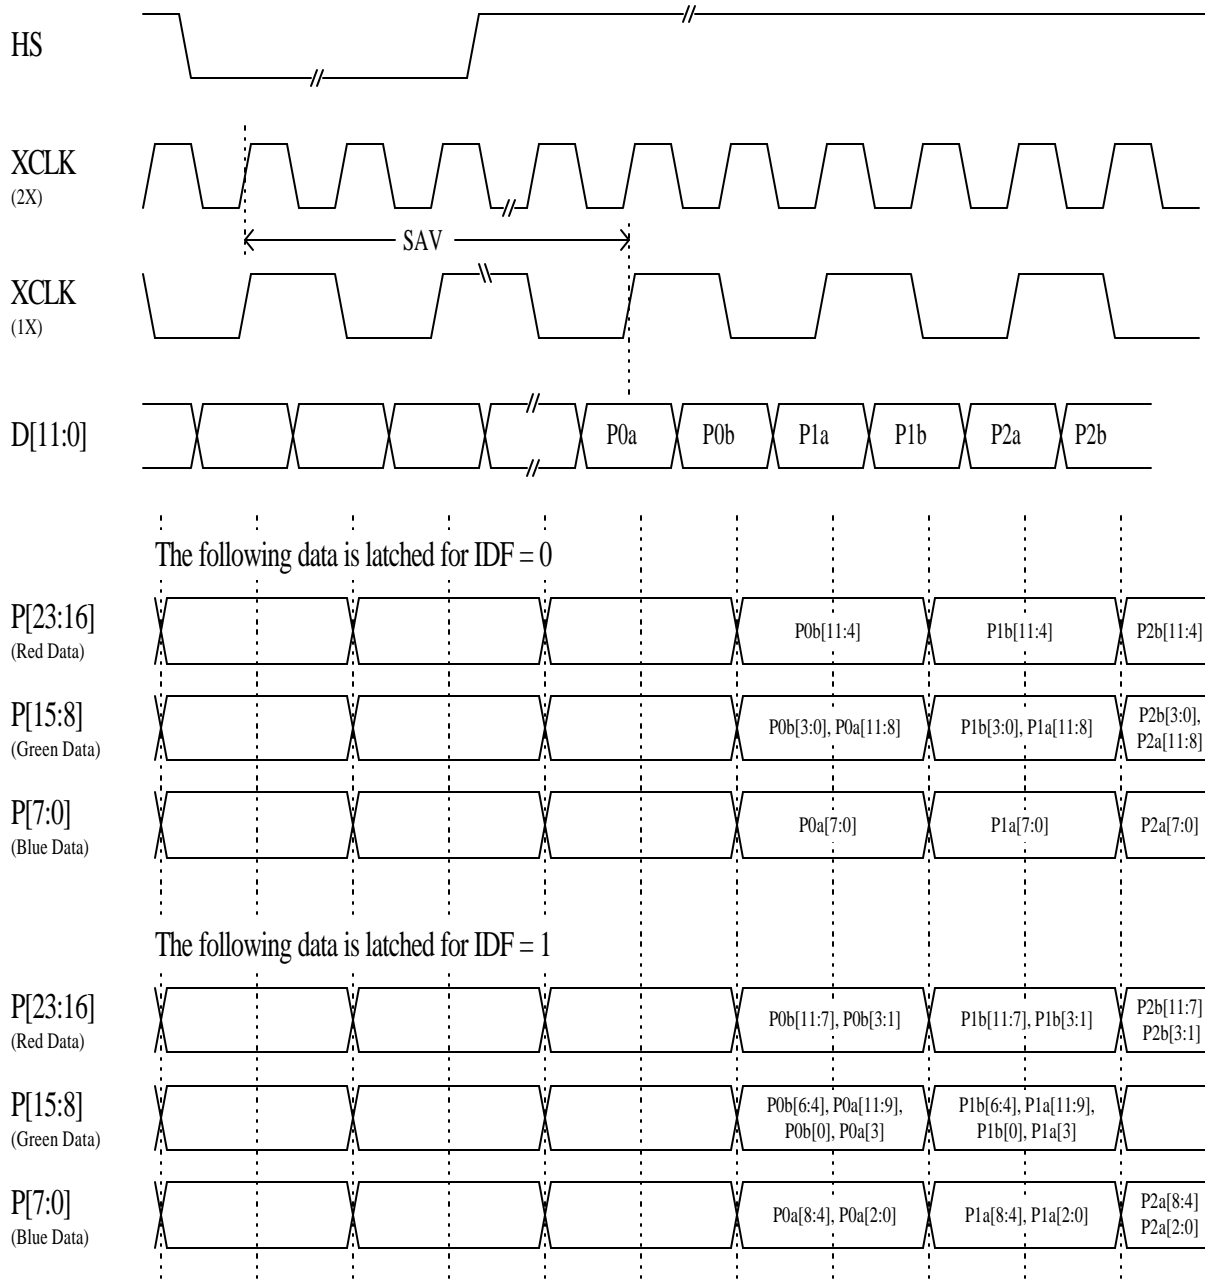 HS
XCLK
(2X)
SAV
XCLK
(1X)
D[11:0]
P0a P0b P1a P1b P2a P2b
The following data is latched for IDF = 0
P[23:16]
(Red Data)
P0b[11:4] P1b[11:4] P2b[11:4]
P[15:8]
(Green Data)
P0b[3:0], P0a[11:8] P1b[3:0], P1a[11:8] P2b[3:0],
P2a[11:8]
P[7:0]
(Blue Data)
P0a[7:0] P1a[7:0] P2a[7:0]
The following data is latched for IDF = 1
P[23:16]
(Red Data)
P0b[11:7], P0b[3:1] P1b[11:7], P1b[3:1] P2b[11:7]
P2b[3:1]
P[15:8]
(Green Data)
P0b[6:4], P0a[11:9], P1b[6:4], P1a[11:9],
P0b[0], P0a[3] P1b[0], P1a[3]
P[7:0]
(Blue Data)
P0a[8:4], P0a[2:0] P1a[8:4], P1a[2:0] P2a[8:4]
P2a[2:0]